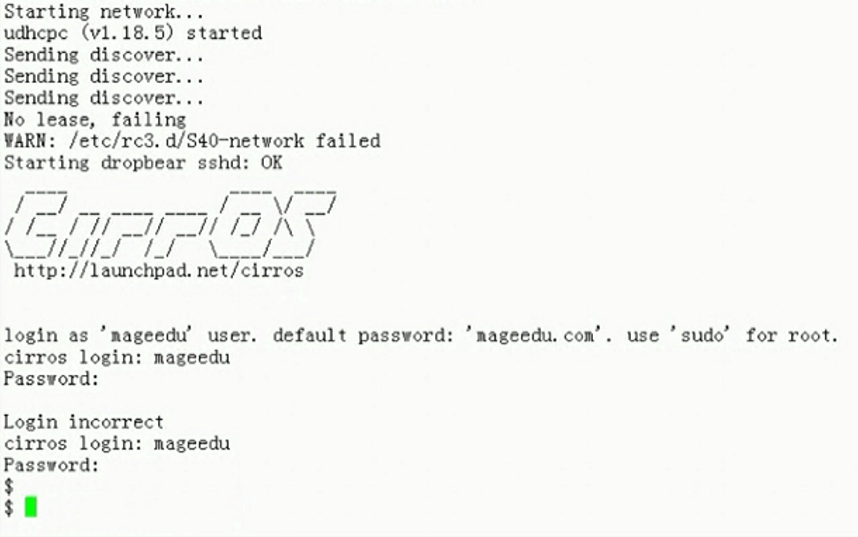 Starting network...
udhcpc (v1.18.5) started
Sending discover...
Sending discover...
Sending discover...
No lease, failing
WARN: /etc/rc3.d/S40-network failed
Starting dropbear sshd: OK
CirrOS
http://launchpad.net/cirros
login as 'mageedu' user. default password: 'mageedu.com'. use 'sudo' for root.
cirros login: mageedu
Password:
Login incorrect
cirros login: mageedu
Password:
$
$